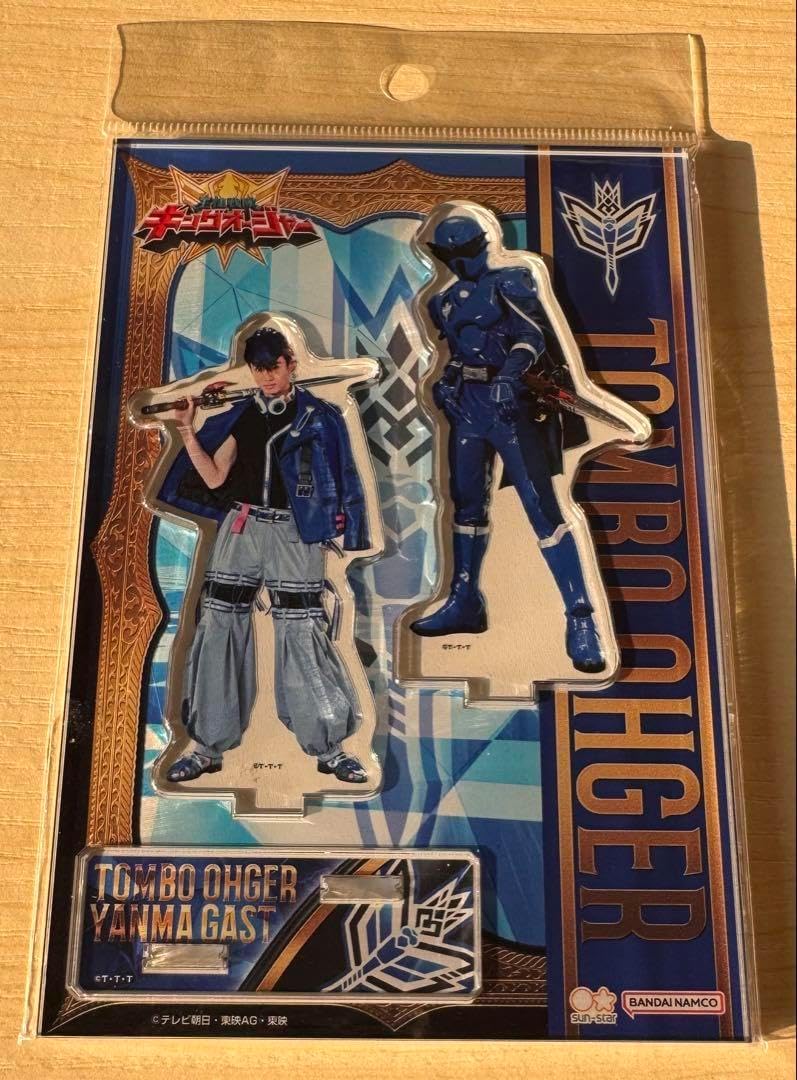 王様戦隊
キングオージャー
TOMBO OHGER
©T・T・T
©T・T・T
TOMBO OHGER
YANMA GAST
©T・T・T
©テレビ朝日・東映AG・東映
sun-star
BANDAI NAMCO